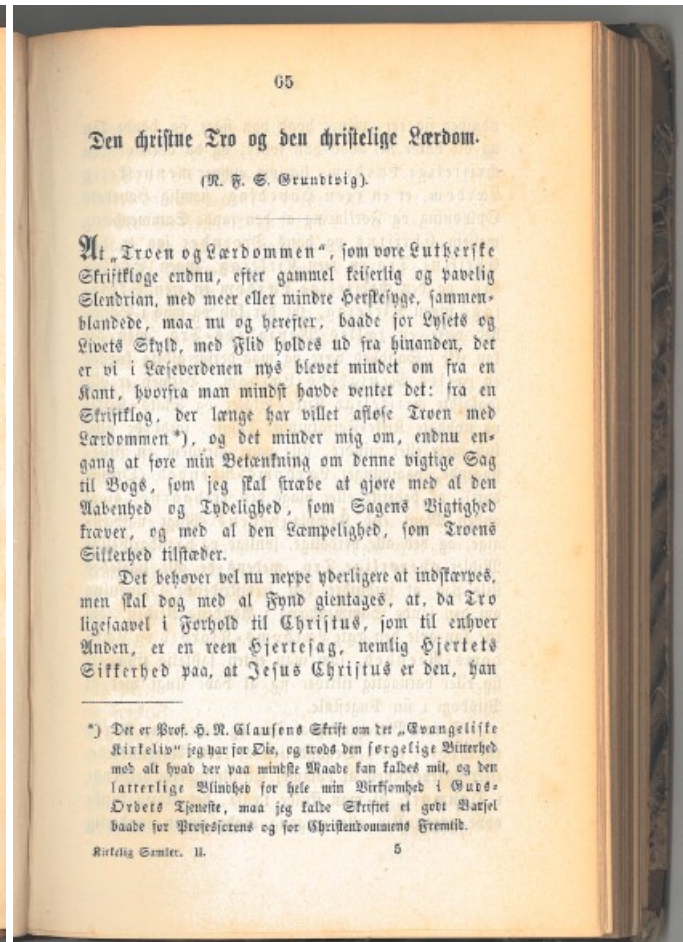 65
Den christne Tro og den christelige Lærdom.
(N. F. S. Grundtvig).
At „Troen og Lærdommen“, som vore Lutherske
Skriftkloge endnu, efter gammel keiserlig og pavelig
Slendrian, med meer eller mindre Herskesyge, sammen-
blandede, maa nu og herefter, baade for Lysets og
Livets Skyld, med Flid holdes ud fra hinanden, det
er vi i Læseverdenen nys blevet mindet om fra en
Kant, hvorfra man mindst havde ventet det: fra en
Skriftklog, der længe har villet afløse Troen med
Lærdommen*), og det minder mig om, endnu en-
gang at føre min Betænkning om denne vigtige Sag
til Bogs, som jeg skal stræbe at gjøre med al den
Aabenhed og Tydelighed, som Sagens Vigtighed
kræver, og med al den Læmpelighed, som Troens
Sikkerhed tilstæder.
Det behøver vel nu neppe yderligere at indskærpes,
men skal dog med al Fynd gientages, at, da Tro
ligesaavel i Forhold til Christus, som til enhver
Anden, er en reen Hjertesag, nemlig Hjertets
Sikkerhed paa, at Jesus Christus er den, han
*) Det er Prof. H. N. Clausens Skrift om det „Evangeliske
Kirkeliv“ jeg har for Øie, og trods den sørgelige Bitterhed
mod alt hvad der paa mindste Maade kan kaldes mit, og den
latterlige Blindhed for hele min Virksomhed i Guds-
Ordets Tjeneste, maa jeg kalde Skriftet et godt Varsel
baade for Professorens og for Christendommens Fremtid.
Kirkelig Samler. II. 5